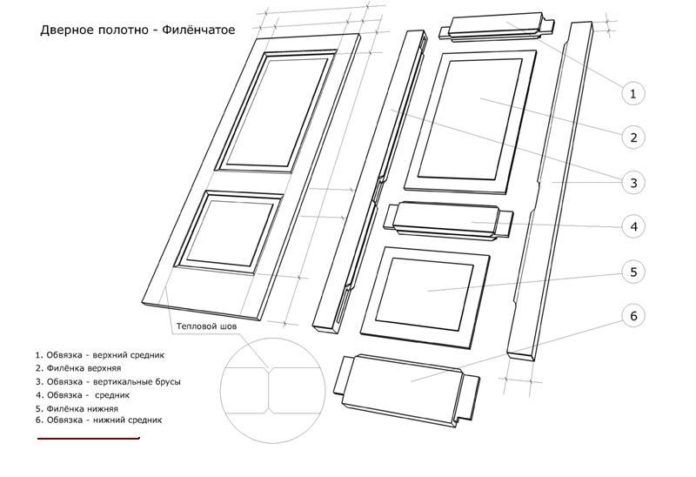 Дверное полотно - Филёнчатое
1
2
3
4
5
6
Тепловой шов
1. Обвязка - верхний средник
2. Филёнка верхняя
3. Обвязка - вертикальные брусы
4. Обвязка - средник
5. Филёнка нижняя
6. Обвязка - нижний средник